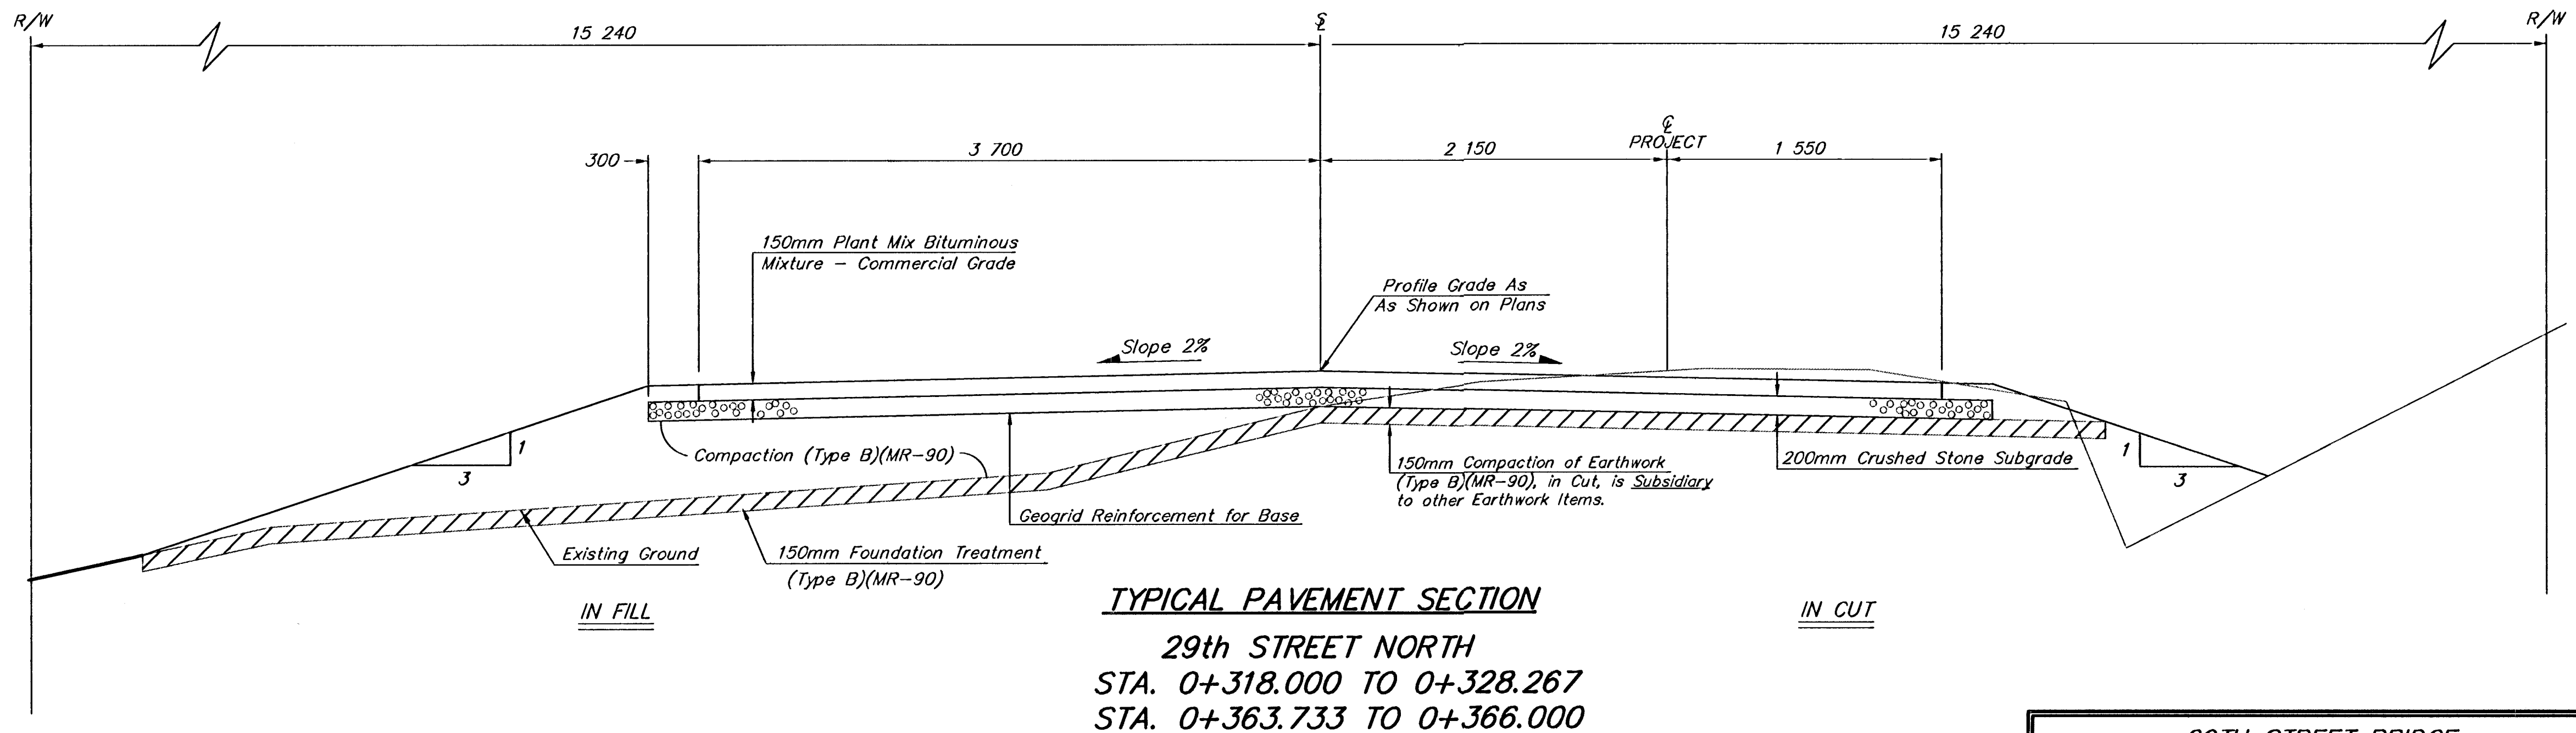 R/W
15 240
℄
15 240
R/W
300
3 700
2 150
℄
PROJECT
1 550
150mm Plant Mix Bituminous
Mixture - Commercial Grade
Profile Grade As
As Shown on Plans
Slope 2%
Slope 2%
1
3
Compaction (Type B)(MR-90)
150mm Compaction of Earthwork
(Type B)(MR-90), in Cut, is Subsidiary
to other Earthwork Items.
200mm Crushed Stone Subgrade
1
3
Geogrid Reinforcement for Base
Existing Ground
150mm Foundation Treatment
(Type B)(MR-90)
IN FILL
IN CUT
TYPICAL PAVEMENT SECTION
29th STREET NORTH
STA. 0+318.000 TO 0+328.267
STA. 0+363.733 TO 0+366.000